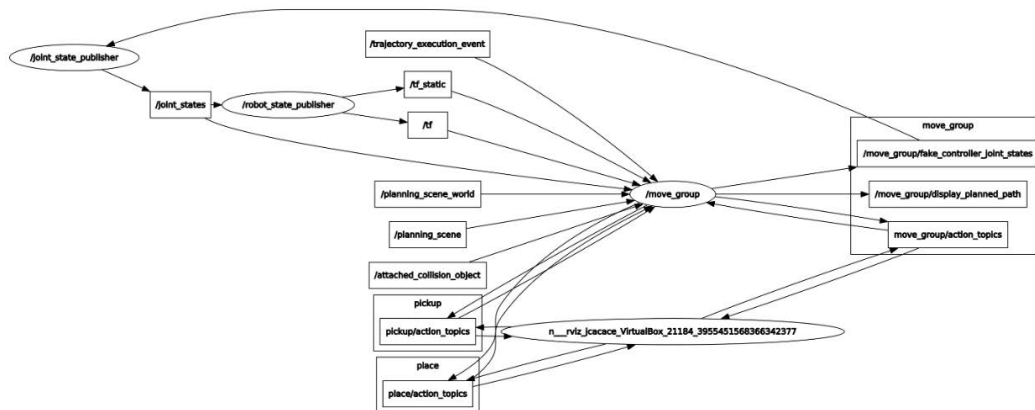 /joint_state_publisher
/trajectory_execution_event
/tf_static
/joint_states
/robot_state_publisher
/tf
move_group
/move_group/fake_controller_joint_states
/planning_scene_world
/move_group
/move_group/display_planned_path
/planning_scene
move_group/action_topics
/attached_collision_object
pickup
pickup/action_topics
n___rviz_jcacace_VirtualBox_21184_3955451568366342377
place
place/action_topics